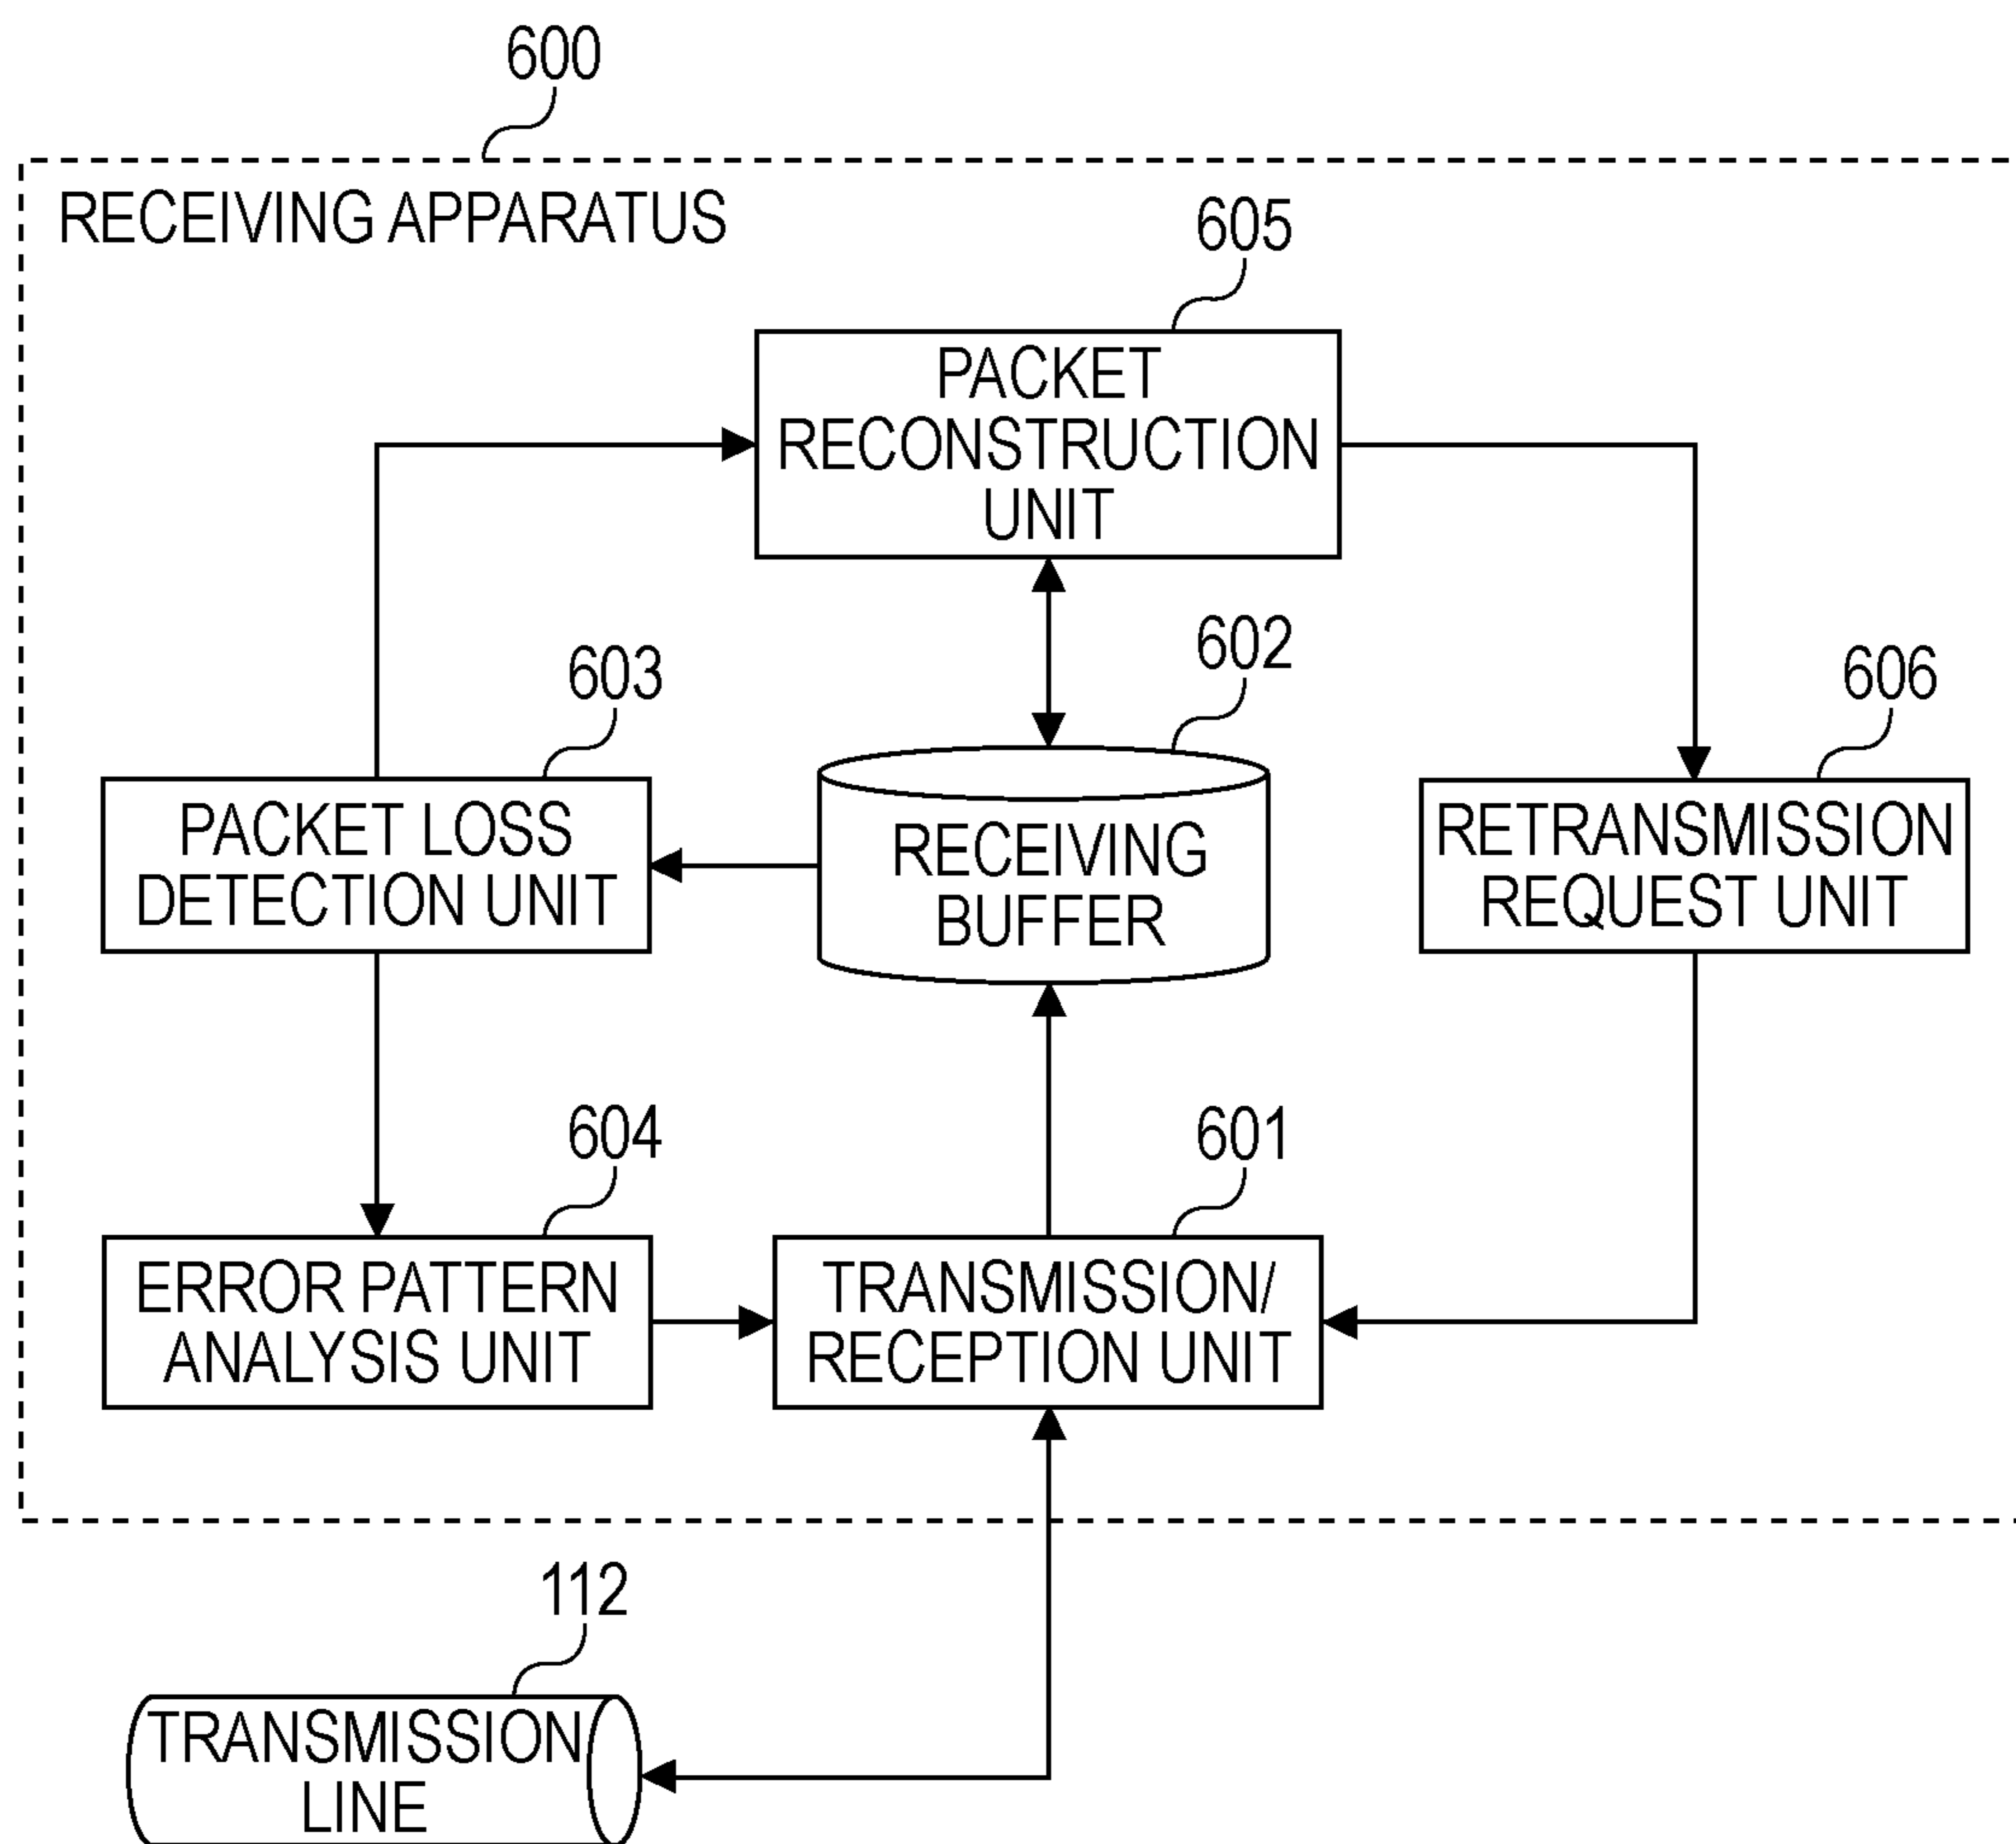 600
RECEIVING APPARATUS
605
PACKET
RECONSTRUCTION
UNIT
602
603
606
PACKET LOSS
DETECTION UNIT
RECEIVING
BUFFER
RETRANSMISSION
REQUEST UNIT
604
601
ERROR PATTERN
ANALYSIS UNIT
TRANSMISSION/
RECEPTION UNIT
112
TRANSMISSION
LINE